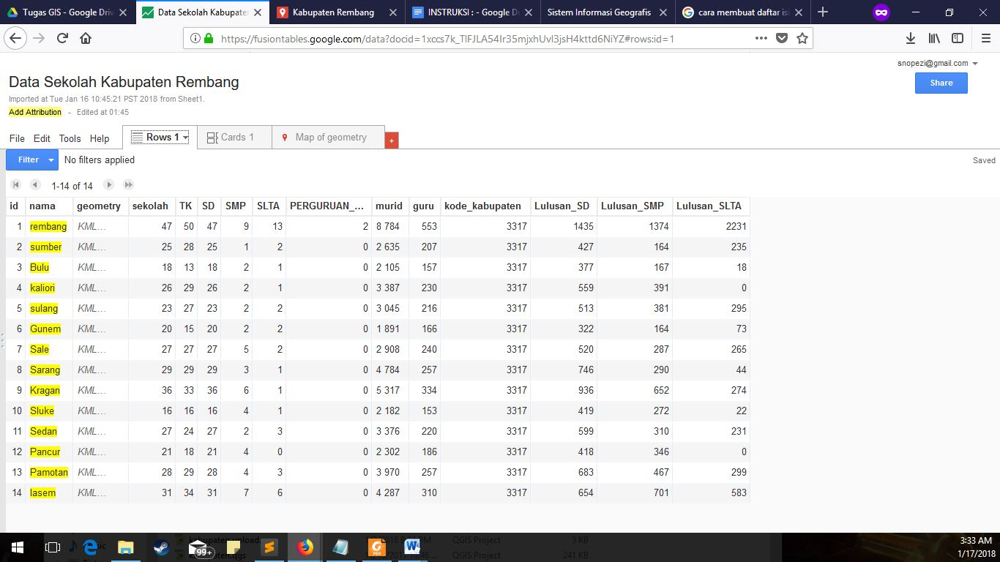 Tugas GIS - Google Driv
Data Sekolah Kabupaten
Kabupaten Rembang
INSTRUKSI : - Google Do
Sistem Informasi Geografis
cara membuat daftar isi
https://fusiontables.google.com/data?docid=1xccs7k_TlFJLA54Ir35mjxhUvl3jsH4kttd6NiYZ#rows:id=1
snopezi@gmail.com
Data Sekolah Kabupaten Rembang
Share
Imported at Tue Jan 16 10:45:21 PST 2018 from Sheet1.
Add Attribution - Edited at 01:45
File Edit Tools Help Rows 1 Cards 1 Map of geometry +
Filter No filters applied Saved
1-14 of 14
id nama geometry sekolah TK SD SMP SLTA PERGURUAN_... murid guru kode_kabupaten Lulusan_SD Lulusan_SMP Lulusan_SLTA
1 rembang KML... 47 50 47 9 13 2 8 784 553 3317 1435 1374 2231
2 sumber KML... 25 28 25 1 2 0 2 635 207 3317 427 164 235
3 Bulu KML... 18 13 18 2 1 0 2 105 157 3317 377 167 18
4 kaliori KML... 26 29 26 2 1 0 3 387 230 3317 559 391 0
5 sulang KML... 23 27 23 2 2 0 3 045 216 3317 513 381 295
6 Gunem KML... 20 15 20 2 2 0 1 891 166 3317 322 164 73
7 Sale KML... 27 27 27 5 2 0 2 908 240 3317 520 287 265
8 Sarang KML... 29 29 29 3 1 0 4 784 257 3317 746 290 44
9 Kragan KML... 36 33 36 6 1 0 5 317 334 3317 936 652 274
10 Sluke KML... 16 16 16 4 1 0 2 182 153 3317 419 272 22
11 Sedan KML... 27 24 27 2 3 0 3 376 220 3317 599 310 231
12 Pancur KML... 21 18 21 4 0 0 2 302 186 3317 418 346 0
13 Pamotan KML... 28 29 28 4 3 0 3 970 257 3317 683 467 299
14 lasem KML... 31 34 31 7 6 0 4 287 310 3317 654 701 583
QGIS Project 3 KB
QGIS Project 241 KB
99+
3:33 AM
1/17/2018